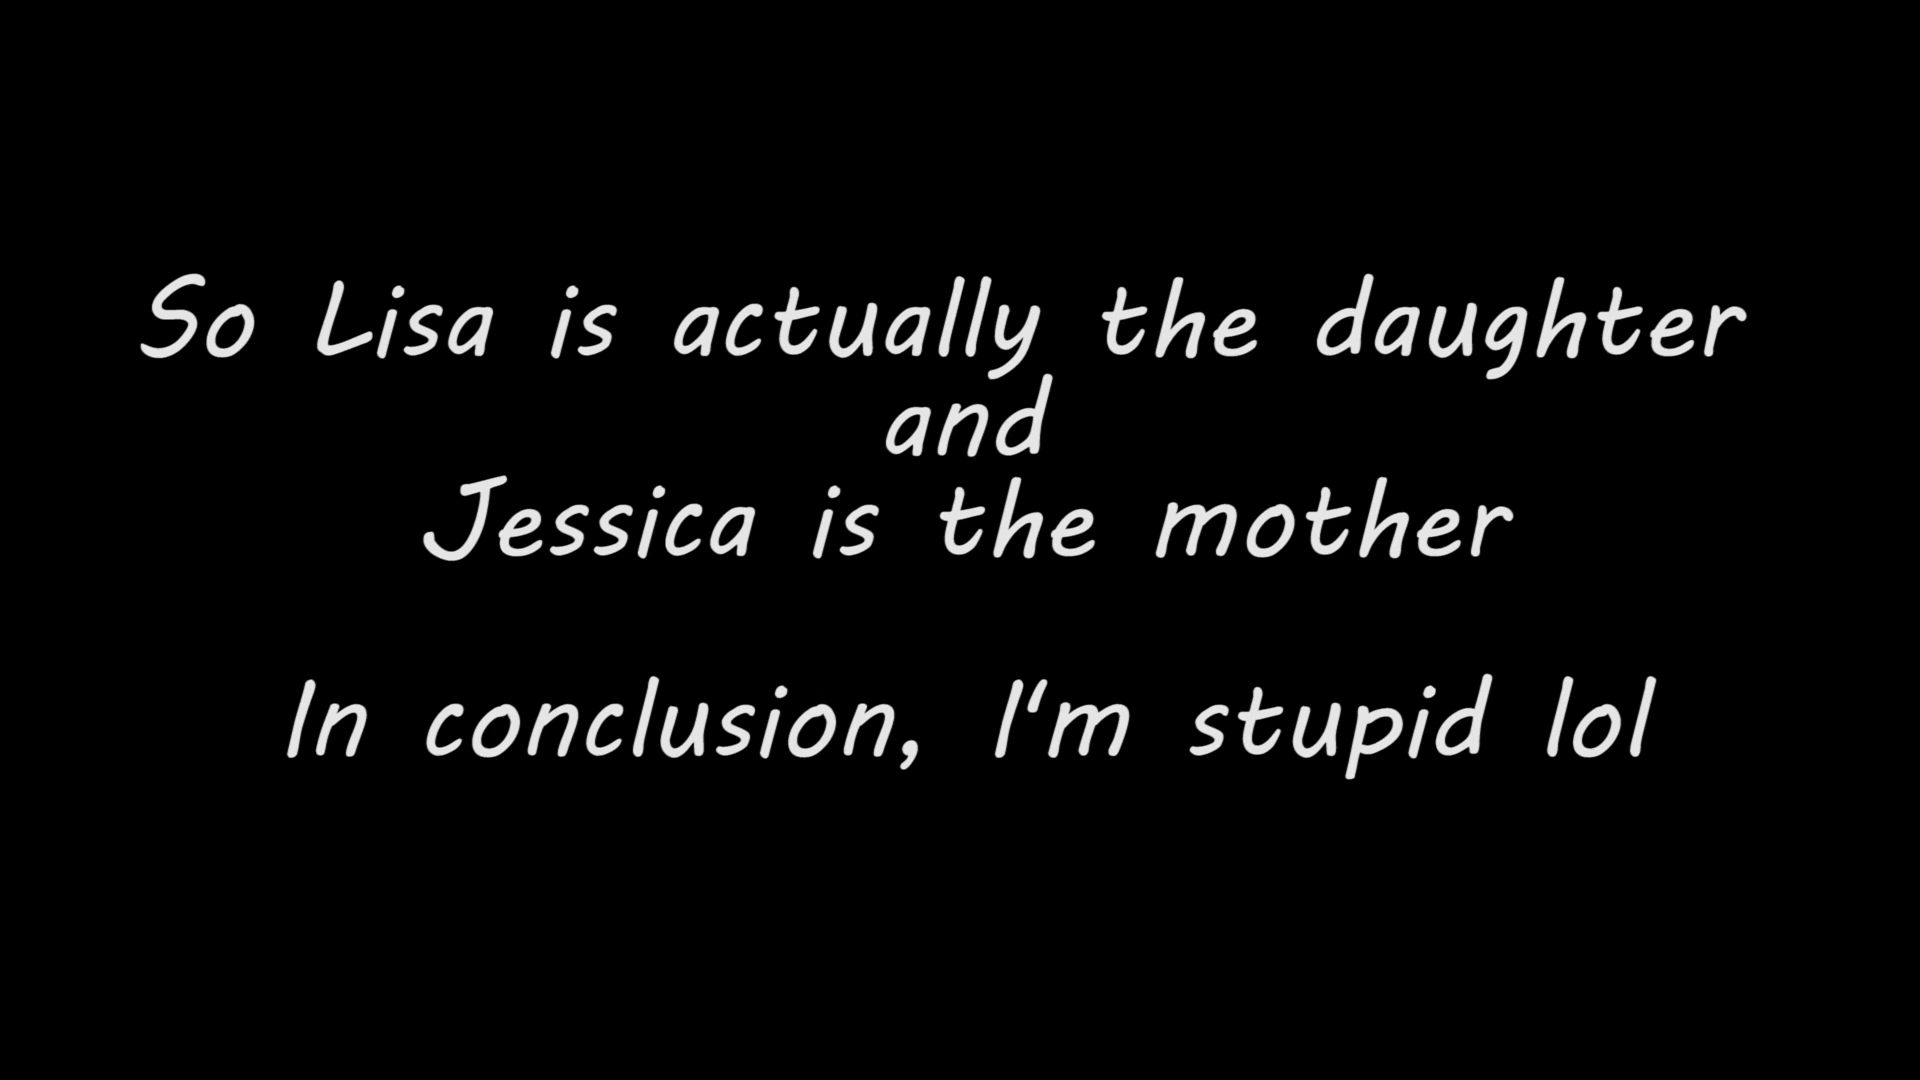 So Lisa is actually the daughter
and
Jessica is the mother
In conclusion, I'm stupid lol